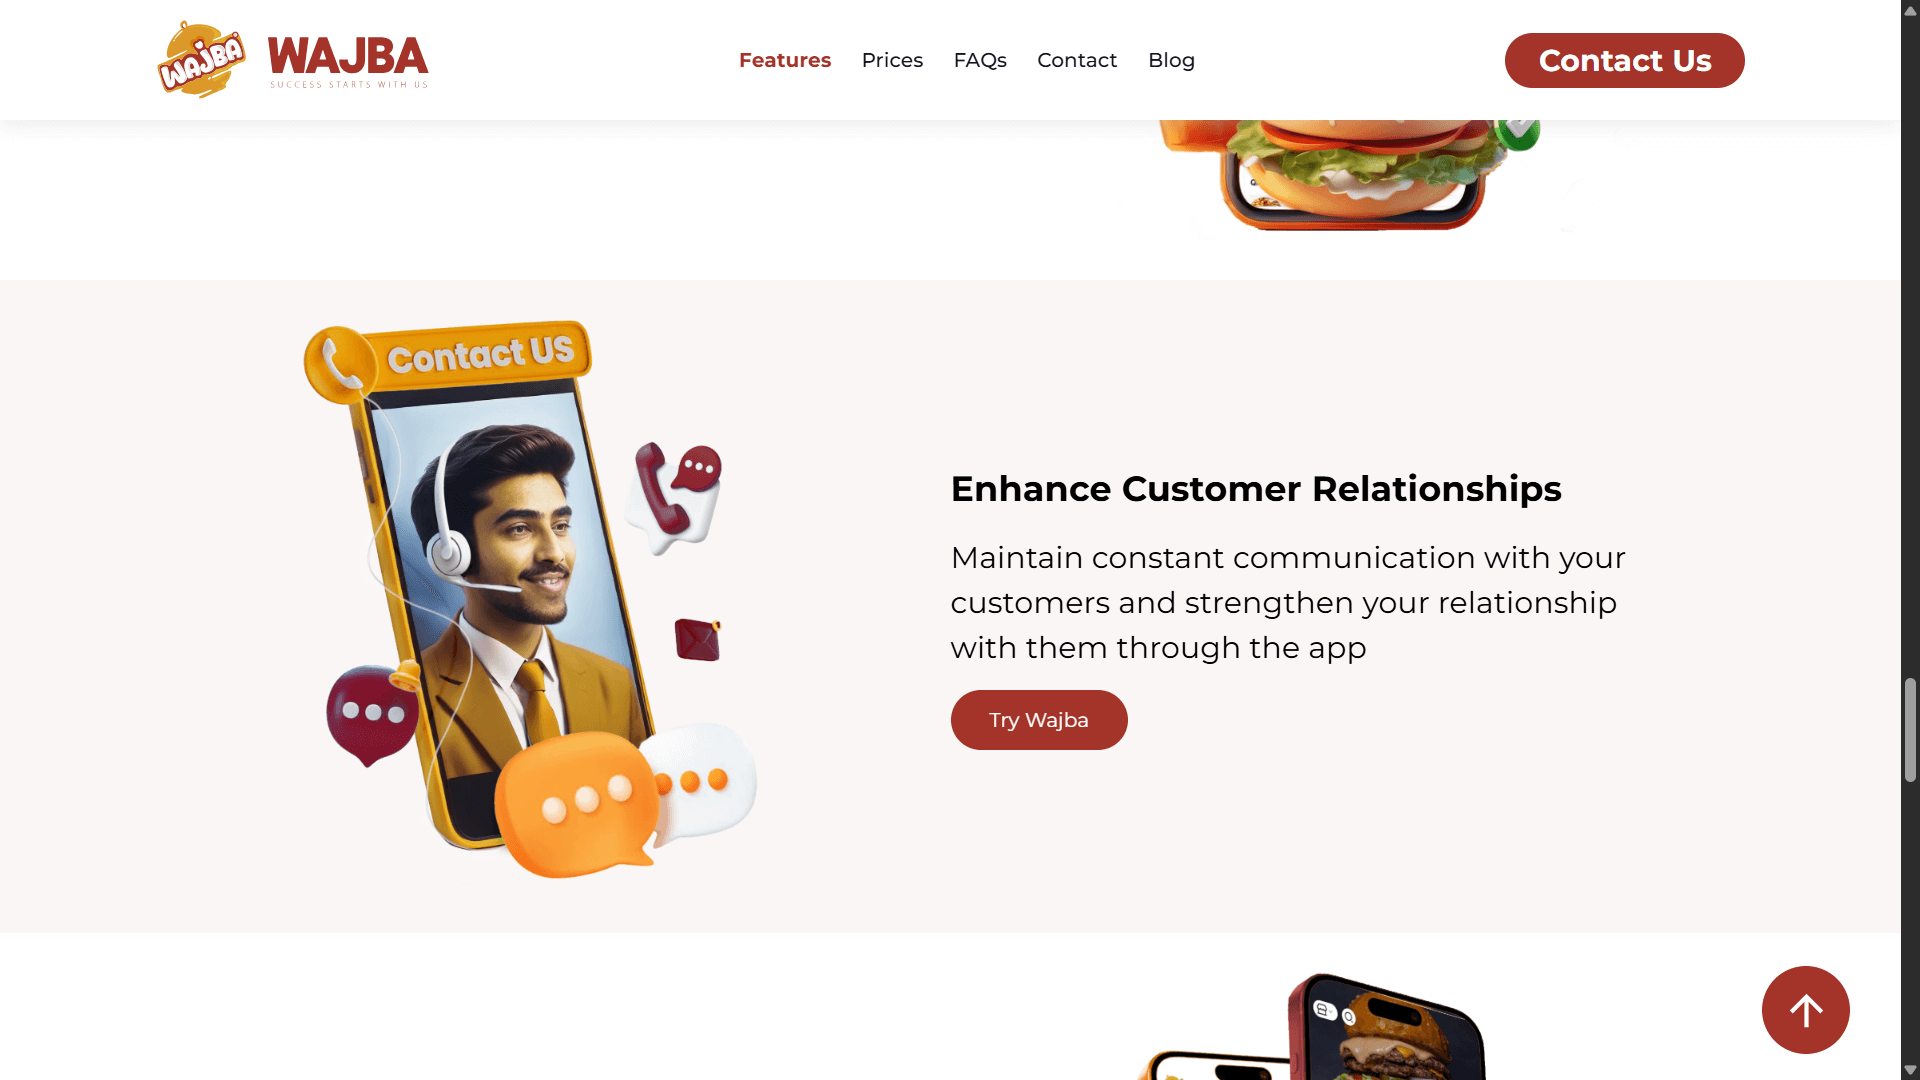 WAJBA
WAJBA
SUCCESS STARTS WITH US
Features
Prices
FAQs
Contact
Blog
Contact Us
Contact US
Enhance Customer Relationships
Maintain constant communication with your
customers and strengthen your relationship
with them through the app
Try Wajba